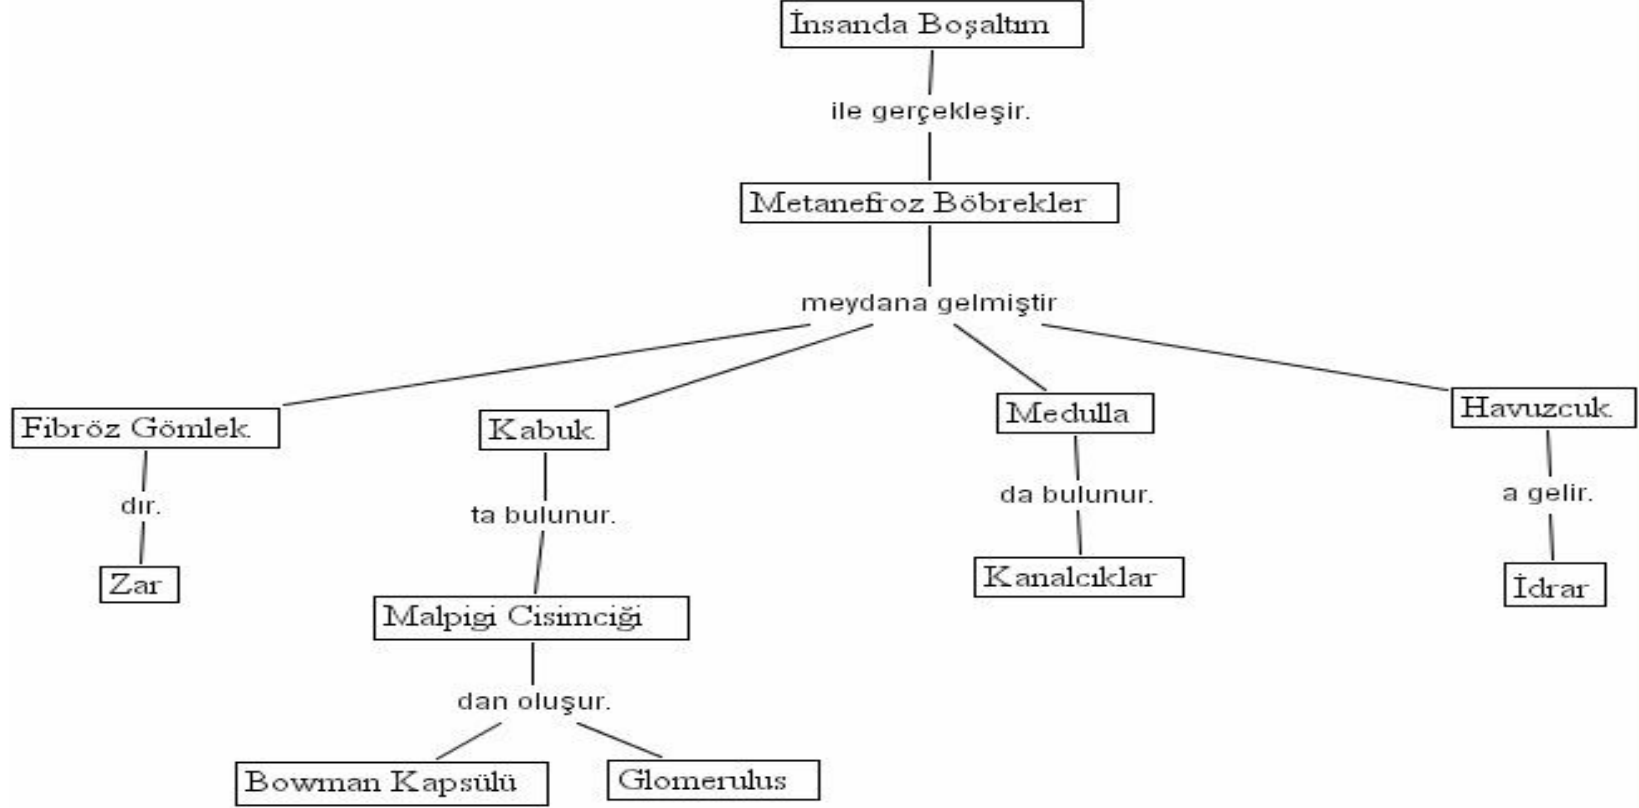 İnsanda Boşaltım
ile gerçekleşir.
Metanefroz Böbrekler
meydana gelmiştir
Fibröz Gömlek
Kabuk
Medulla
Havuzcuk
dır.
ta bulunur.
da bulunur.
a gelir.
Zar
Malpigi Cisimciği
Kanalcıklar
İdrar
dan oluşur.
Bowman Kapsülü
Glomerulus